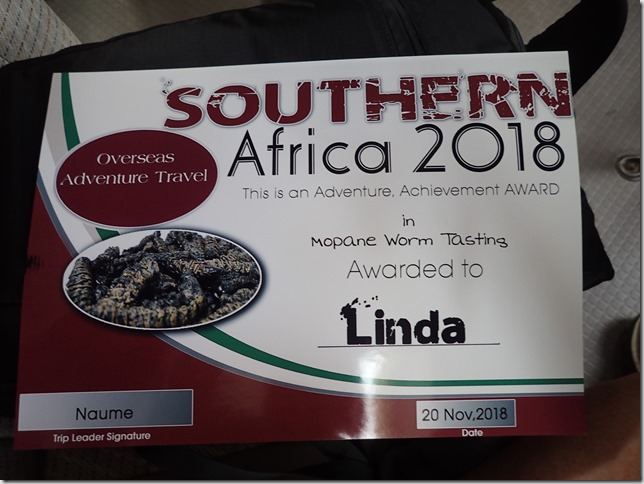 SOUTHERN
Africa 2018
Overseas
Adventure Travel
This is an Adventure, Achievement AWARD
in
Mopane Worm Tasting
Awarded to
Linda
Naume
Trip Leader Signature
20 Nov,2018
Date